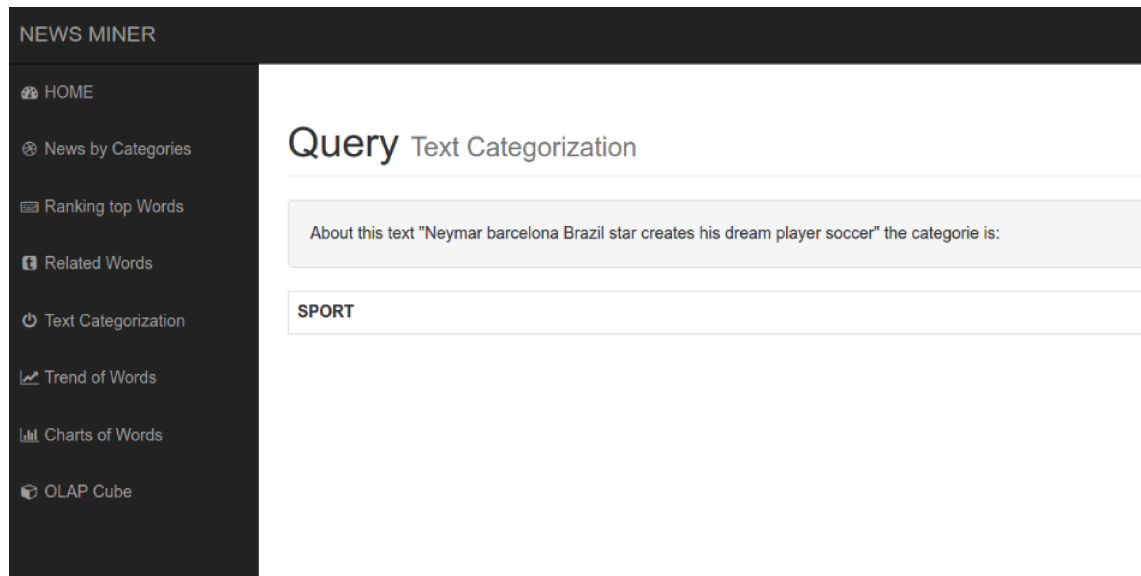 NEWS MINER
HOME
News by Categories
Ranking top Words
Related Words
Text Categorization
Trend of Words
Charts of Words
OLAP Cube
Query Text Categorization
About this text "Neymar barcelona Brazil star creates his dream player soccer" the categorie is:
SPORT